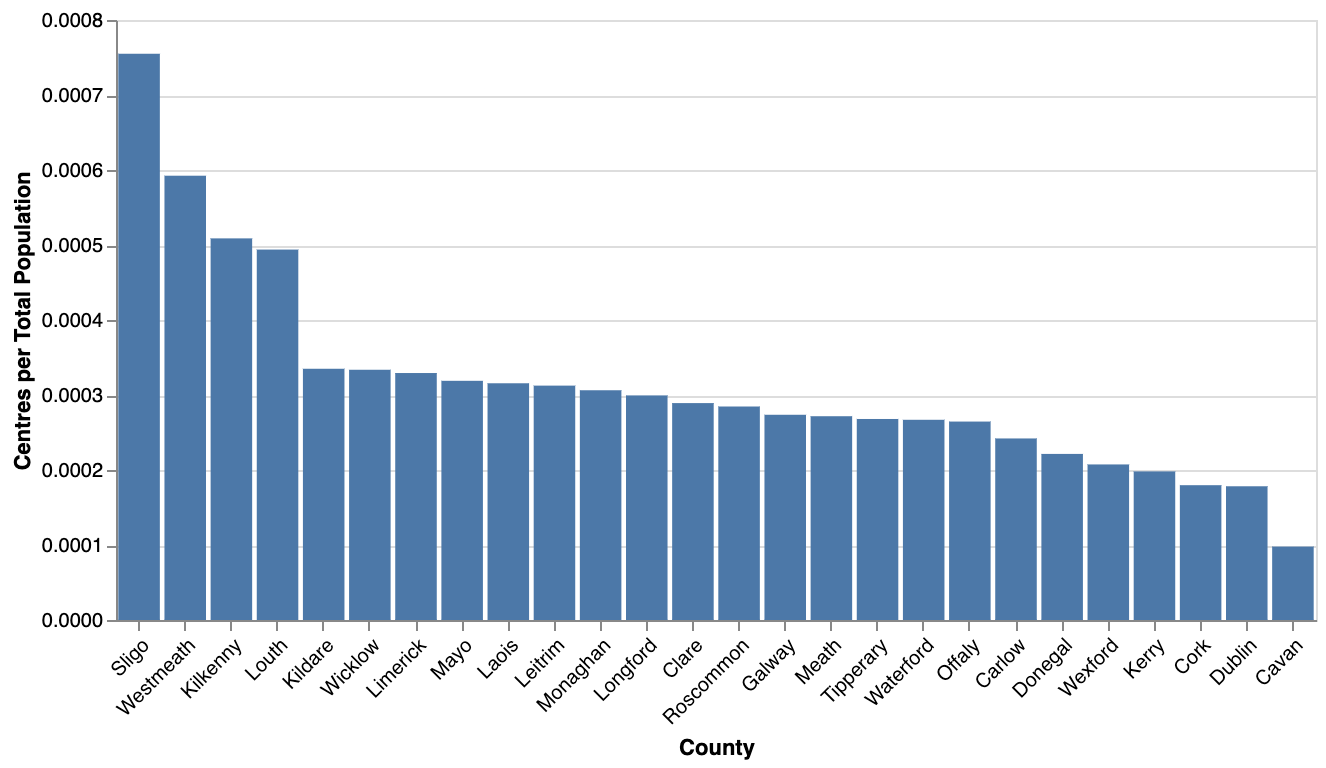 0.0008
0.0007
0.0006
0.0005
0.0004
0.0003
0.0002
0.0001
0.0000
Centres per Total Population
Sligo
Westmeath
Kilkenny
Louth
Kildare
Wicklow
Limerick
Mayo
Laois
Leitrim
Monaghan
Longford
Clare
Roscommon
Galway
Meath
Tipperary
Waterford
Offaly
Carlow
Donegal
Wexford
Kerry
Cork
Dublin
Cavan
County